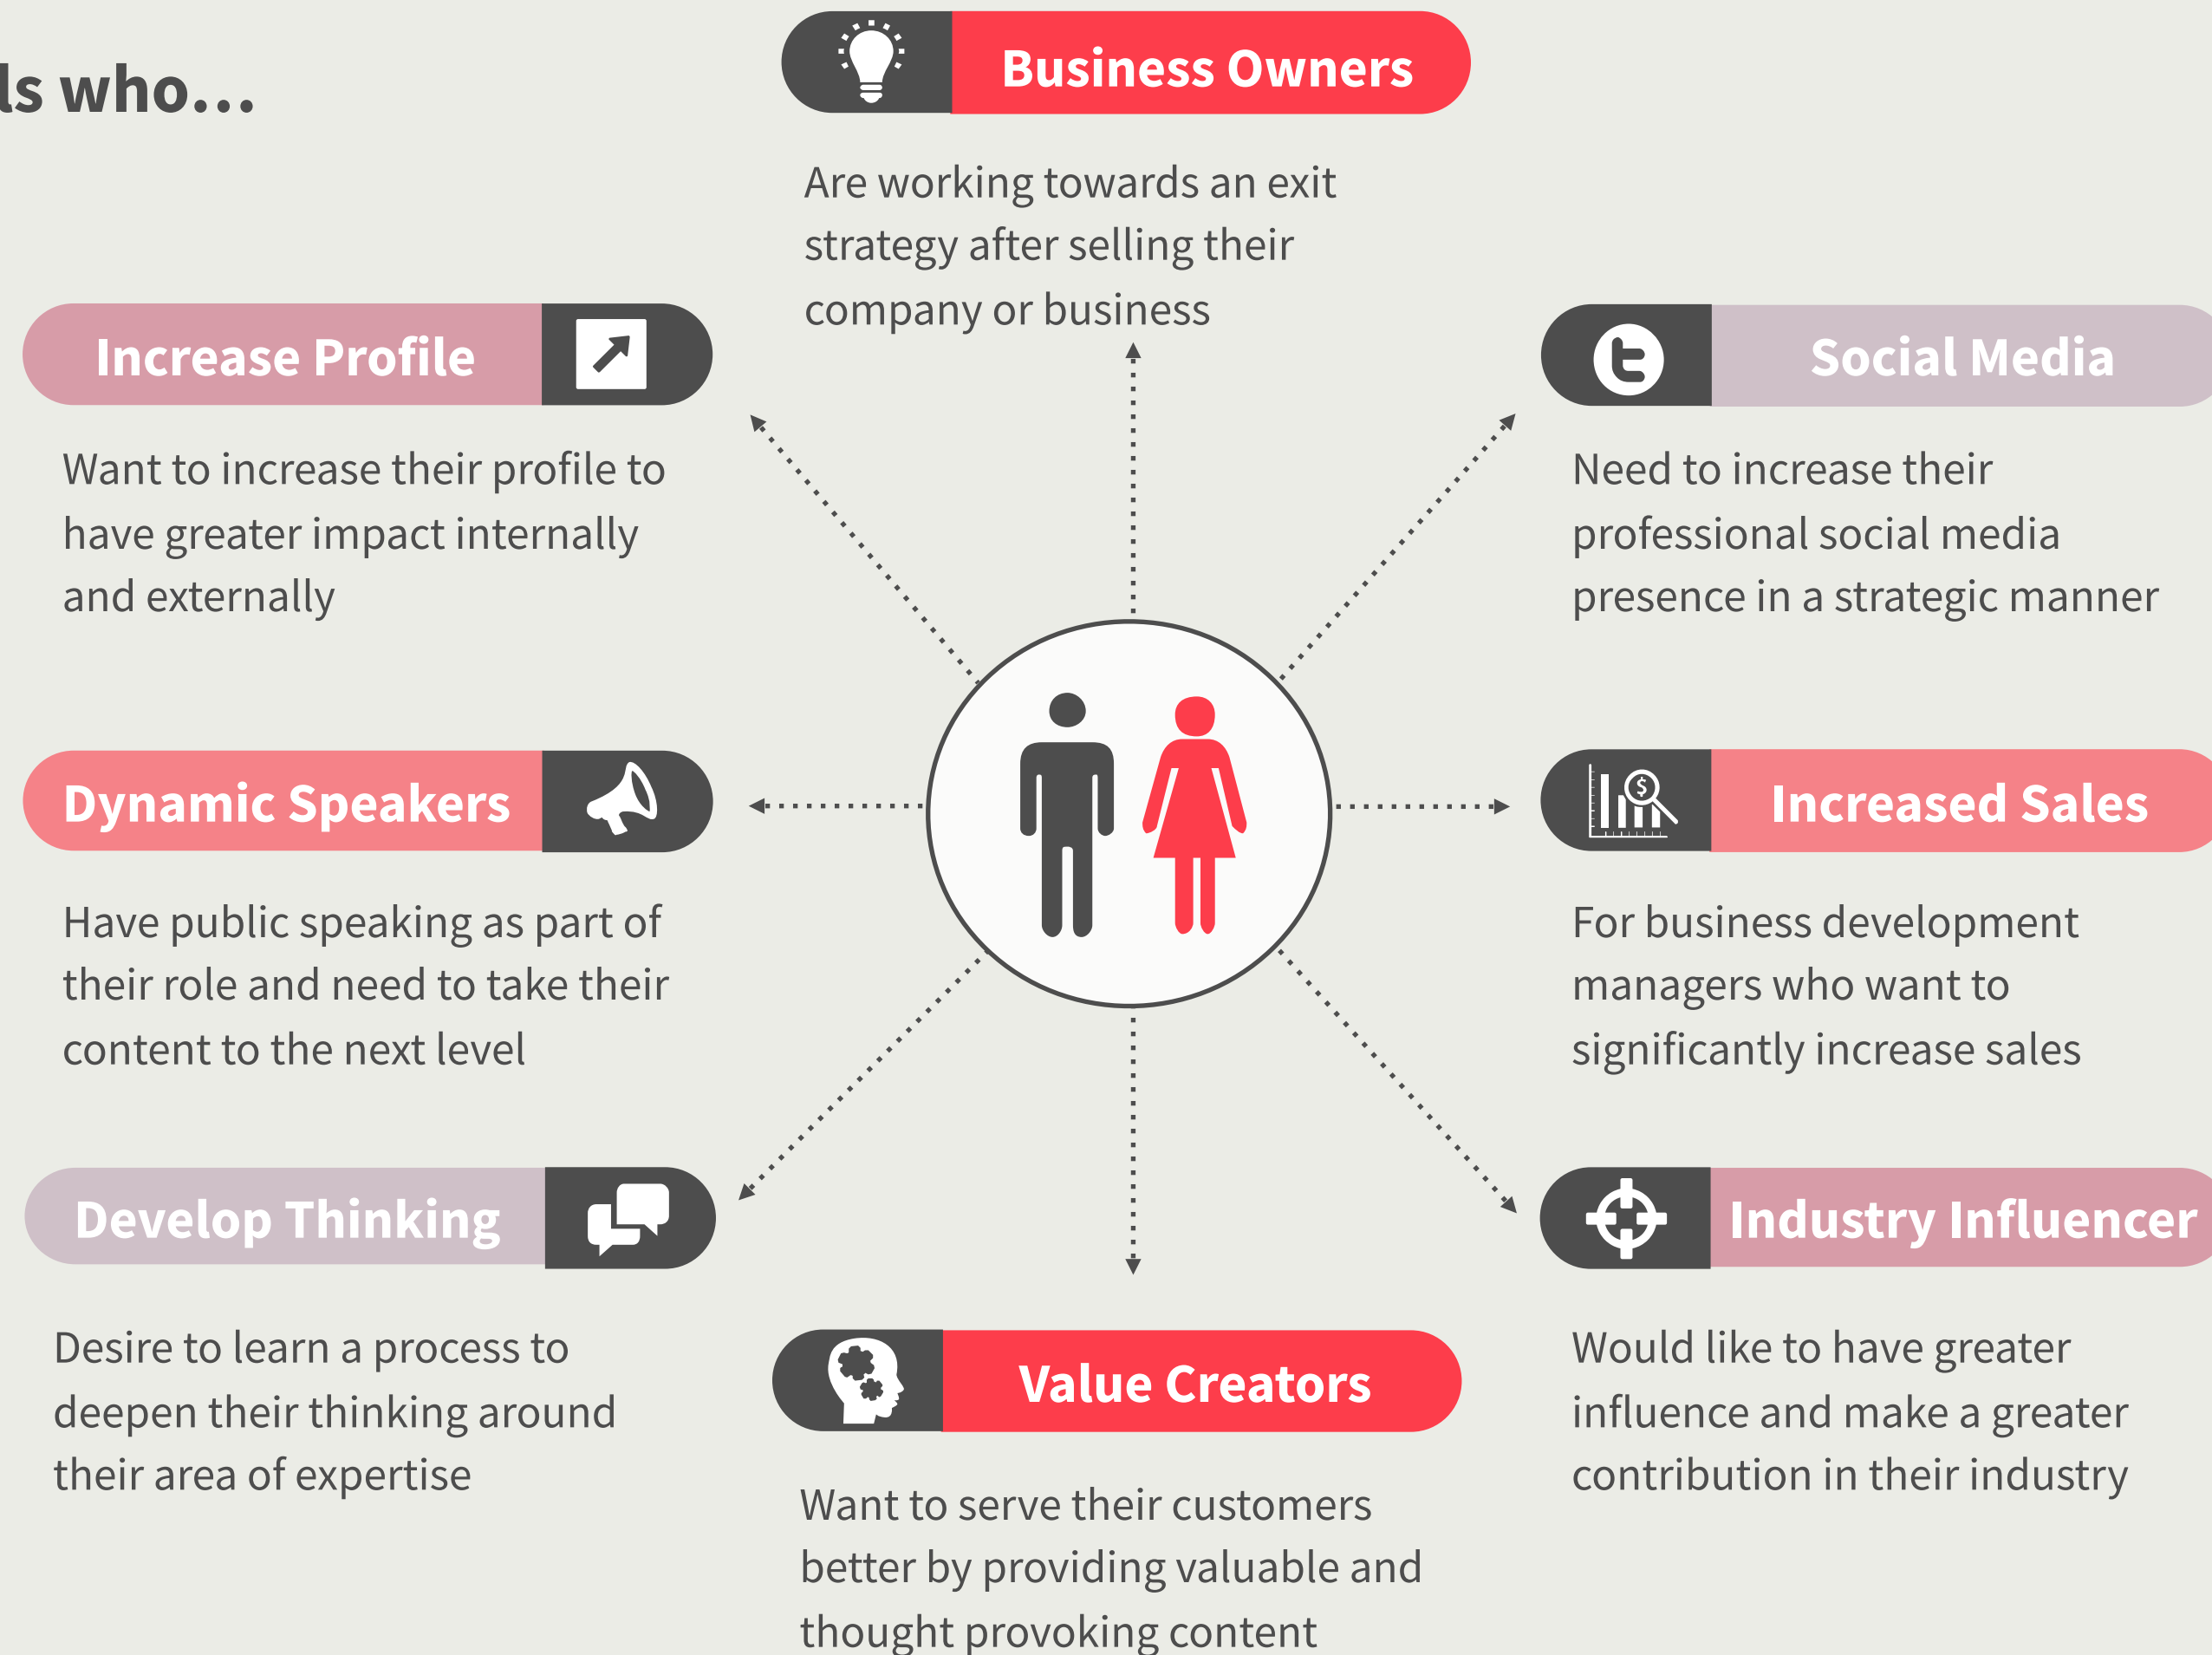 ls who...
Business Owners
Are working towards an exit
strategy after selling their
company or business
Increase Profile
Want to increase their profile to
have greater impact internally
and externally
Social Media
Need to increase their
professional social media
presence in a strategic manner
Dynamic Speakers
Have public speaking as part of
their role and need to take their
content to the next level
Increased Sales
For business development
managers who want to
significantly increase sales
Develop Thinking
Desire to learn a process to
deepen their thinking around
their area of expertise
Value Creators
Want to serve their customers
better by providing valuable and
thought provoking content
Industry Influencer
Would like to have greater
influence and make a greater
contribution in their industry